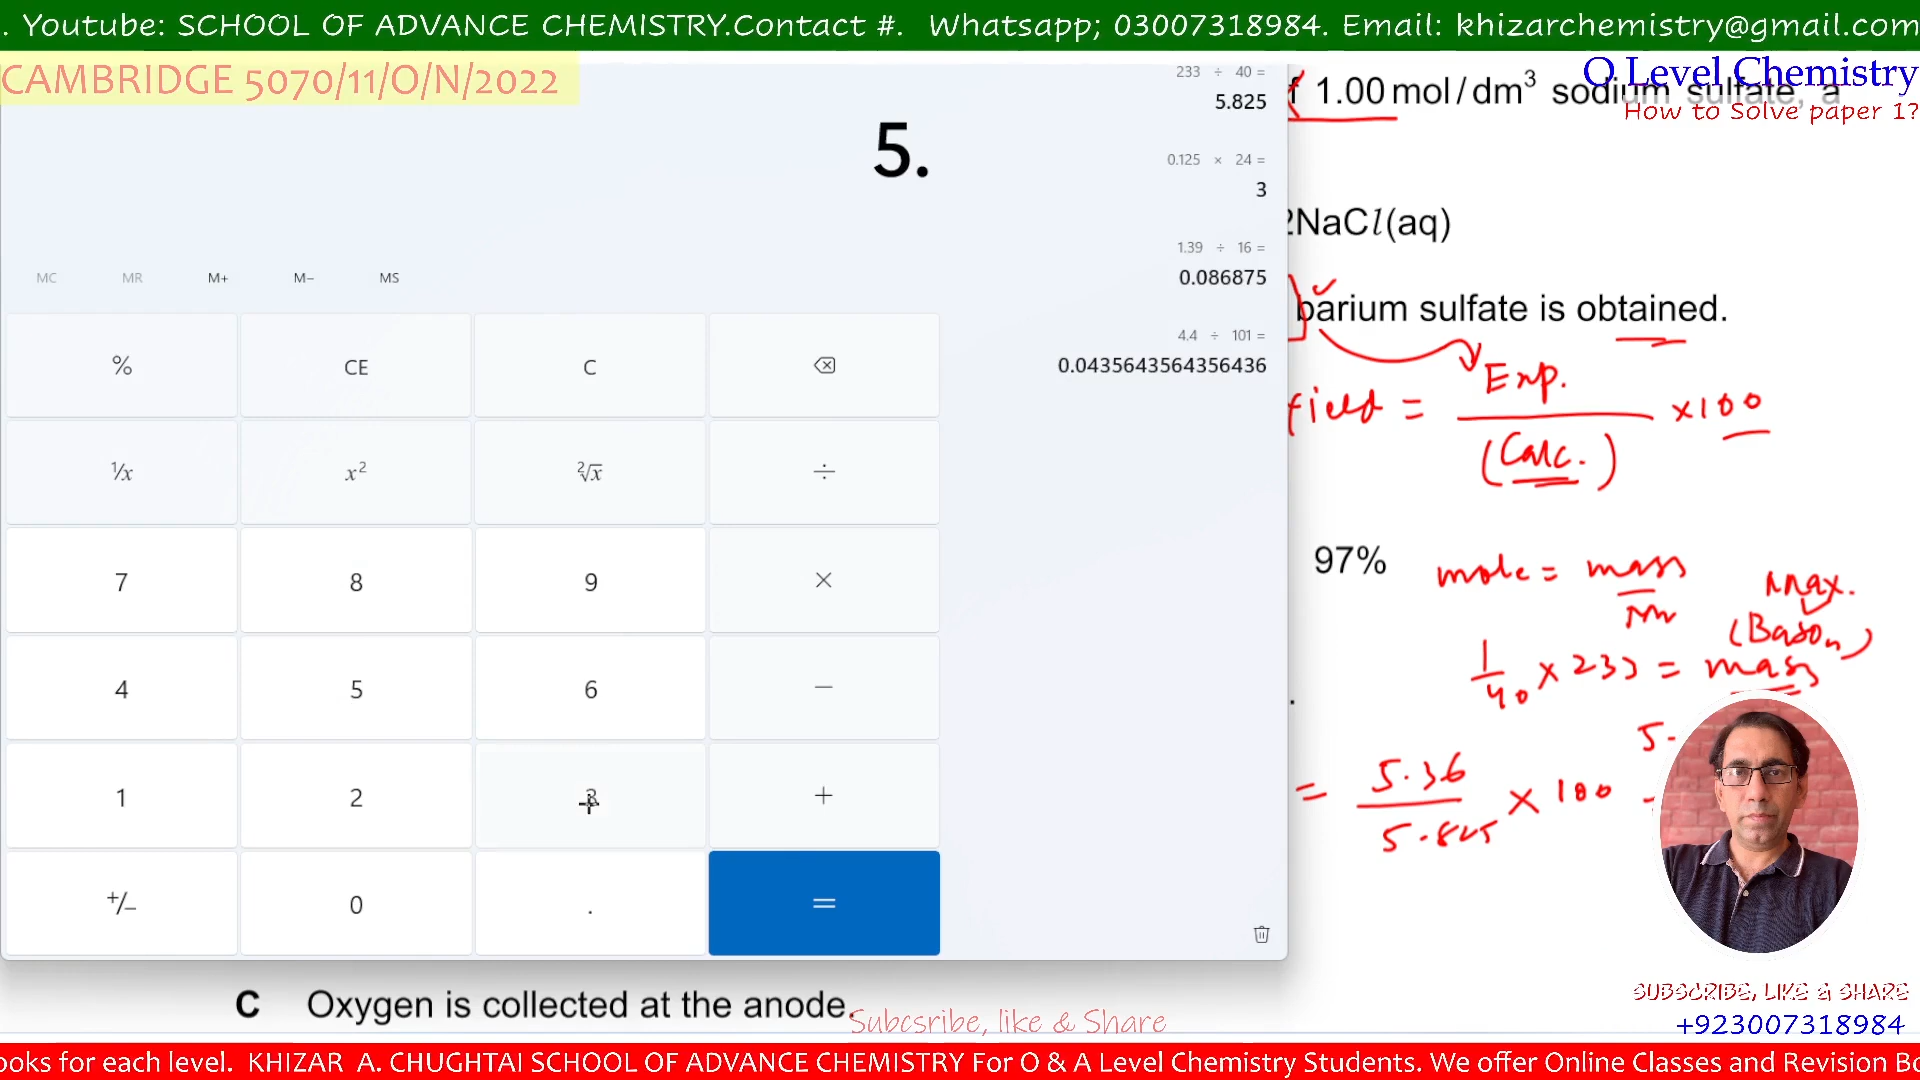 . Youtube: SCHOOL OF ADVANCE CHEMISTRY.Contact #. Whatsapp; 03007318984. Email: khizarchemistry@gmail.com
CAMBRIDGE 5070/11/O/N/2022
O Level Chemistry
How to Solve paper 1?
f 1.00 mol/dm³ sodium sulfate, a
233 ÷ 40 =
5.825
5.
0.125 × 24 =
3
2NaCl(aq)
1.39 ÷ 16 =
0.086875
MC MR M+ M− MS
barium sulfate is obtained.
4.4 ÷ 101 =
0.0435643564356436
% CE C
¹/x x² ²√x ÷
7 8 9 ×
4 5 6 −
1 2 3 +
+/− 0 . =
Yield = Exp. / (Calc.) ×100
97%
mole = mass / Mr
Max.
(BaSO₄)
1/40 × 233 = mass
5.
= 5.36 / 5.825 × 100
C Oxygen is collected at the anode.
Subcsribe, like & Share
SUBSCRIBE, LIKE & SHARE
+923007318984
ooks for each level. KHIZAR A. CHUGHTAI SCHOOL OF ADVANCE CHEMISTRY For O & A Level Chemistry Students. We offer Online Classes and Revision Bo